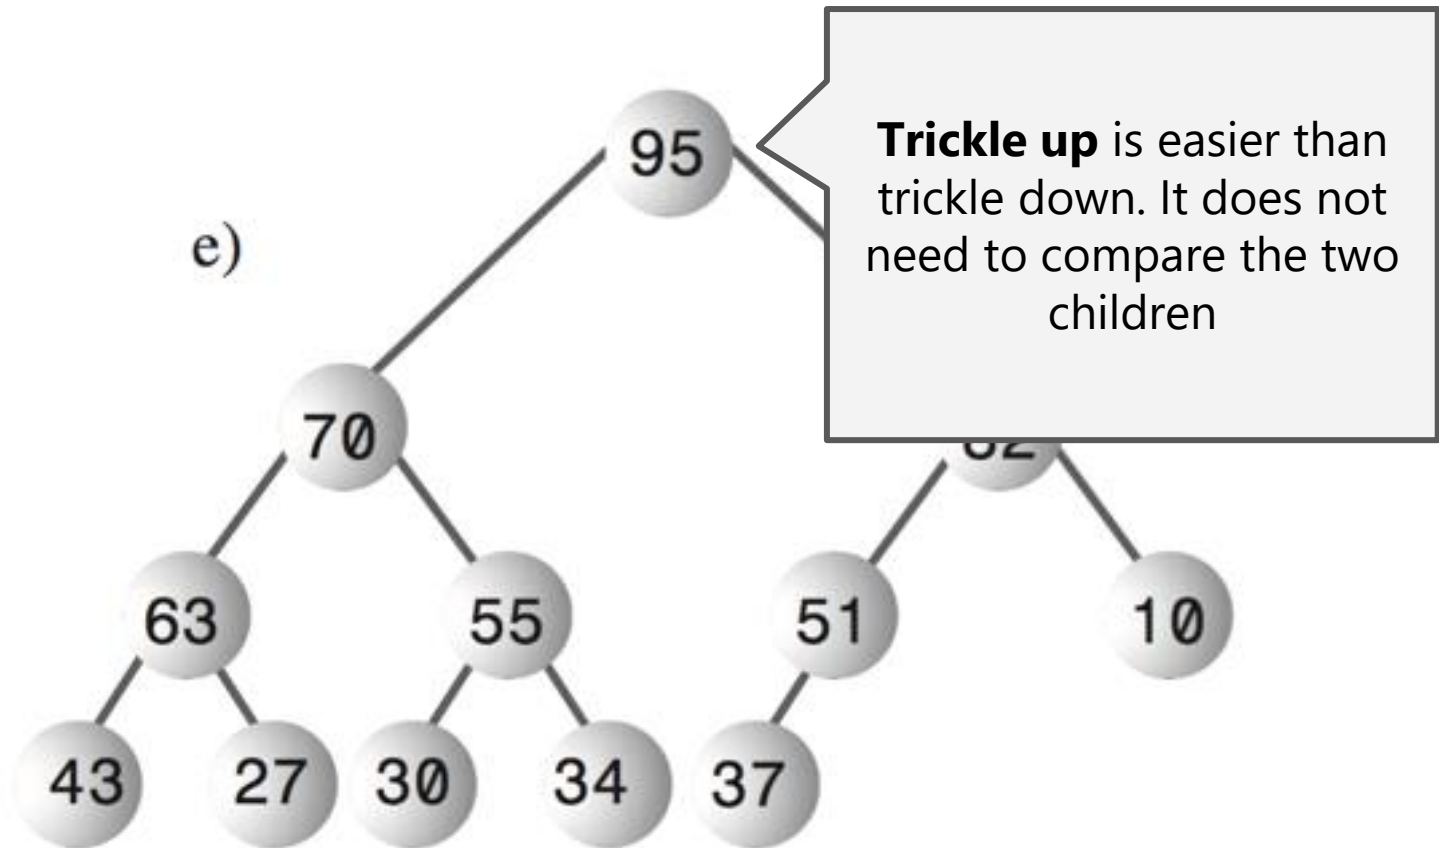 95
Trickle up is easier than
trickle down. It does not
need to compare the two
children
e)
70
63 55 51 10
43 27 30 34 37